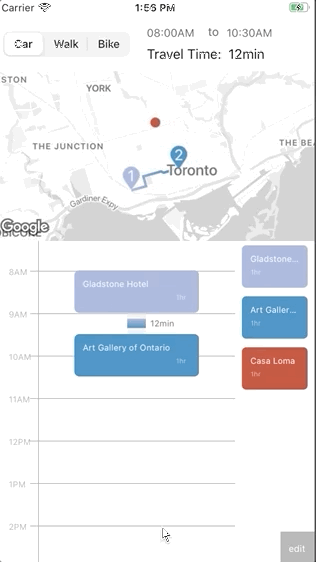 Carrier 1:56 PM
Car Walk Bike
08:00AM to 10:30AM
Travel Time: 12min
STON
YORK
THE JUNCTION
THE BEA
2
1
Toronto
Gardiner Expy
Google
8AM
Gladstone Hotel
1hr
Gladstone...
1hr
9AM
12min
Art Gallery of Ontario
1hr
Art Galler...
1hr
10AM
Casa Loma
1hr
11AM
12PM
1PM
2PM
edit